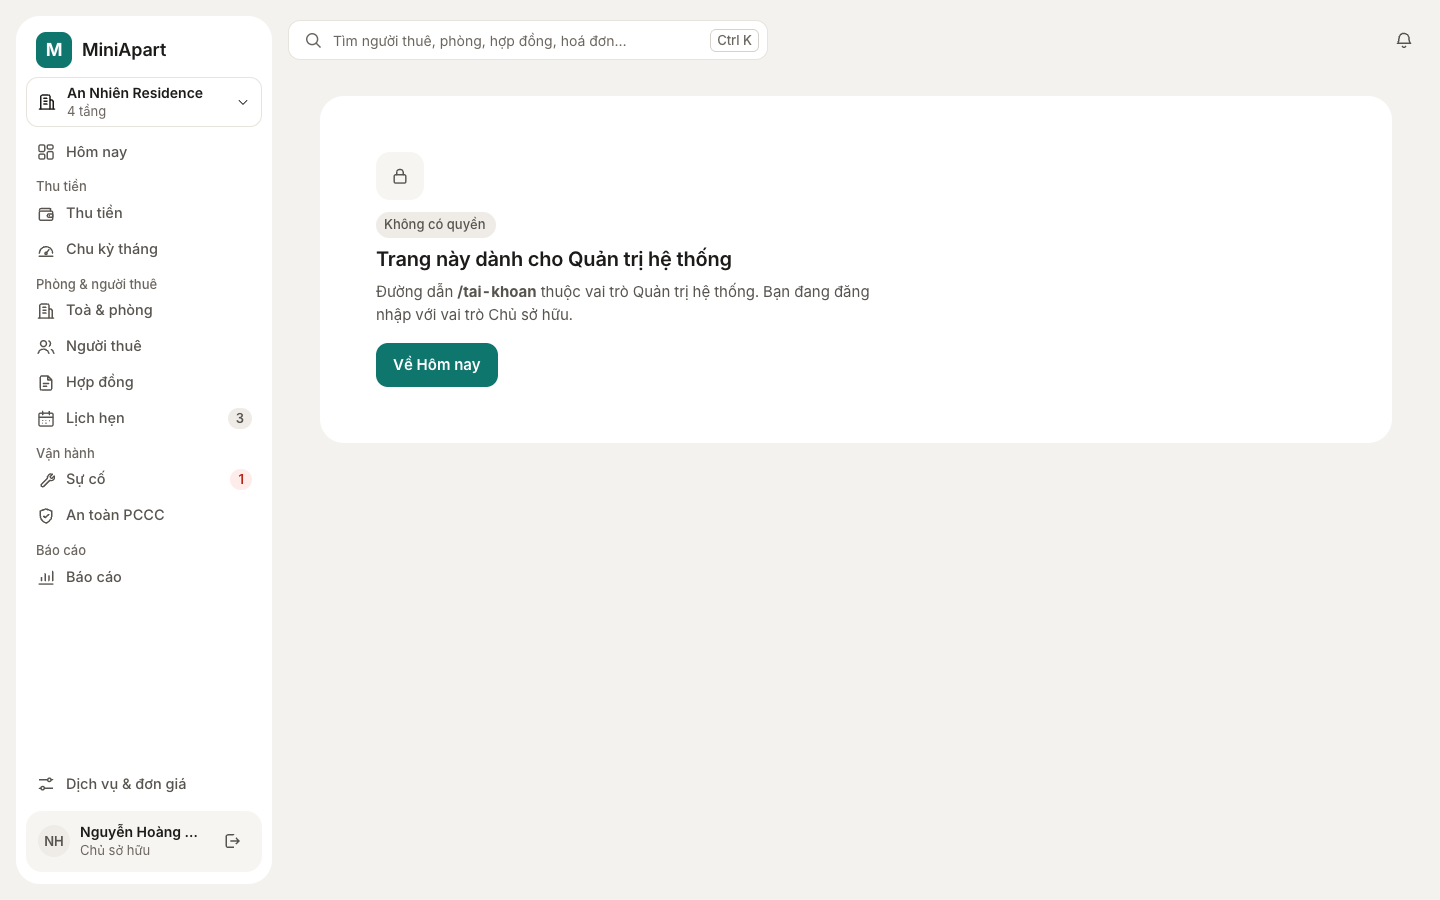 M MiniApart
An Nhiên Residence
4 tầng
Hôm nay
Thu tiền
Thu tiền
Chu kỳ tháng
Phòng & người thuê
Toà & phòng
Người thuê
Hợp đồng
Lịch hẹn 3
Vận hành
Sự cố 1
An toàn PCCC
Báo cáo
Báo cáo
Dịch vụ & đơn giá
NH Nguyễn Hoàng ...
Chủ sở hữu
Tìm người thuê, phòng, hợp đồng, hoá đơn... Ctrl K
Không có quyền
Trang này dành cho Quản trị hệ thống
Đường dẫn /tai-khoan thuộc vai trò Quản trị hệ thống. Bạn đang đăng
nhập với vai trò Chủ sở hữu.
Về Hôm nay